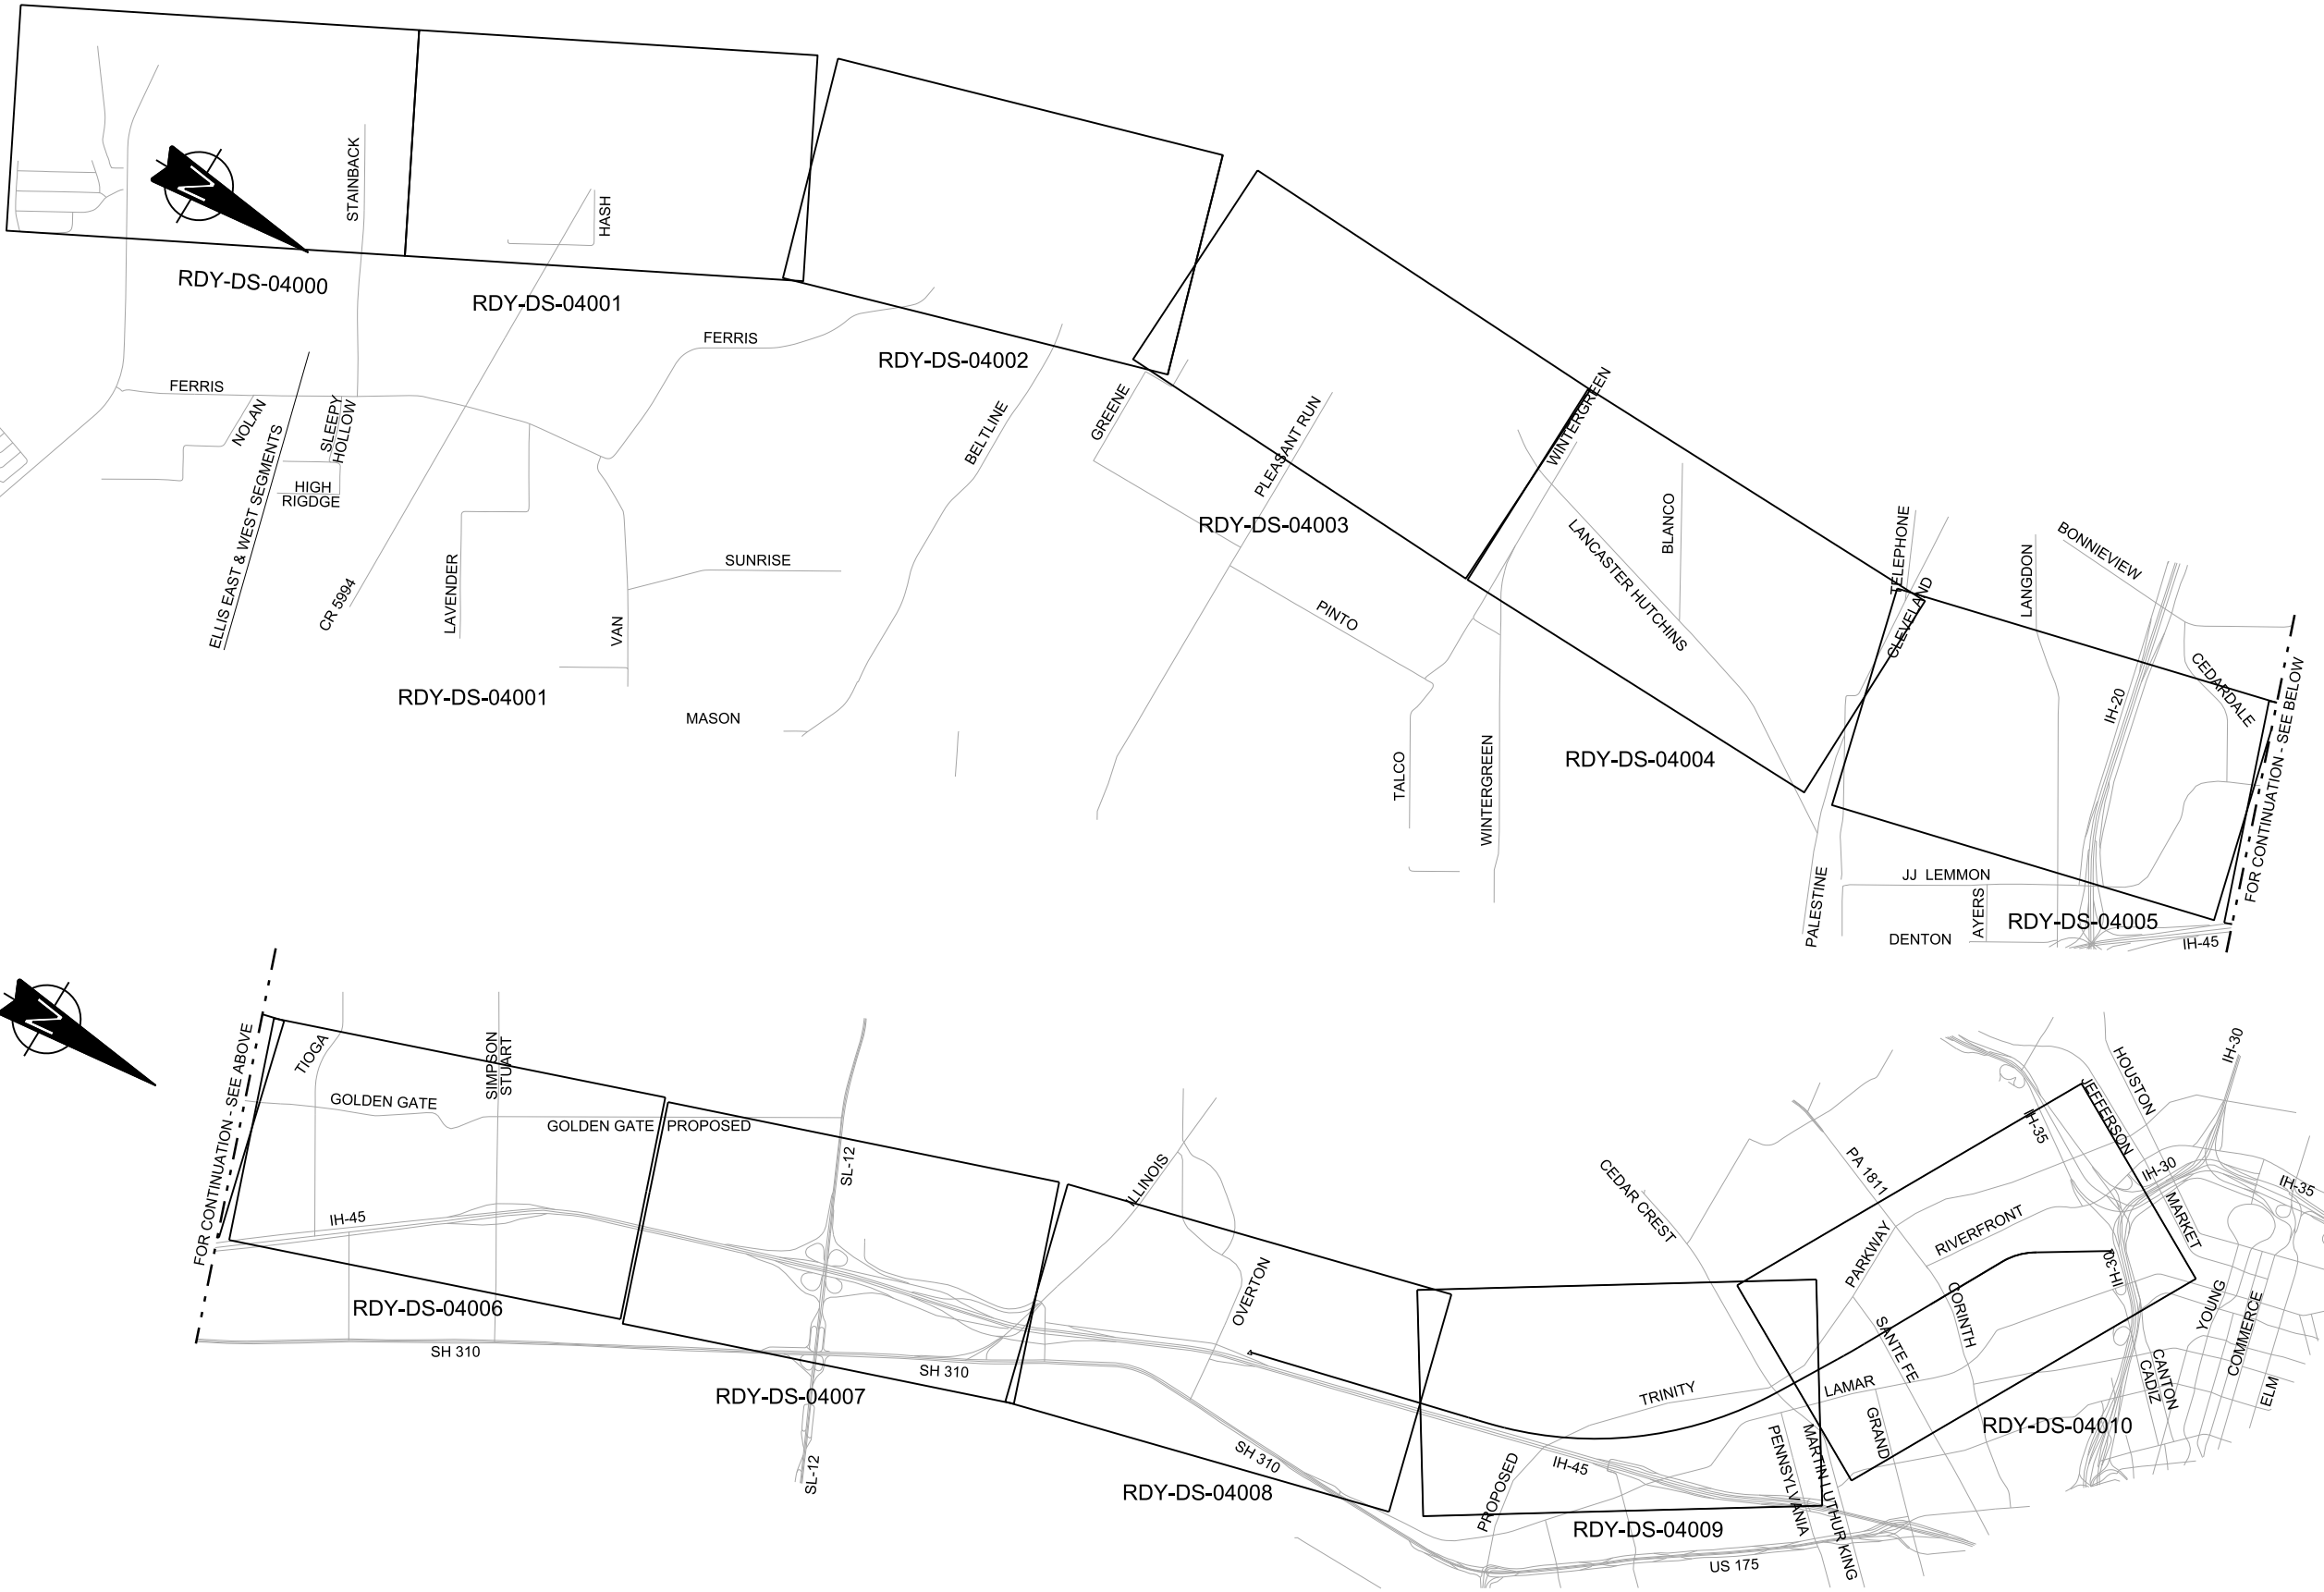 STAINBACK
HASH
N
RDY-DS-04000
RDY-DS-04001
FERRIS
RDY-DS-04002
FERRIS
NOLAN
SLEEPY
HOLLOW
ELLIS EAST & WEST SEGMENTS
HIGH
RIGDGE
CR 5994
LAVENDER
VAN
SUNRISE
MASON
RDY-DS-04001
BELTLINE
GREENE
PLEASANT RUN
RDY-DS-04003
PINTO
WINTERGREEN
LANCASTER HUTCHINS
BLANCO
TALCO
WINTERGREEN
RDY-DS-04004
TELEPHONE
CLEVELAND
LANGDON
BONNIEVIEW
IH-20
CEDARDALE
FOR CONTINUATION - SEE BELOW
PALESTINE
JJ LEMMON
DENTON
AYERS
RDY-DS-04005
IH-45
N
FOR CONTINUATION - SEE ABOVE
TIOGA
GOLDEN GATE
SIMPSON
STUART
GOLDEN GATE
PROPOSED
SL-12
IH-45
RDY-DS-04006
SH 310
RDY-DS-04007
SL-12
SH 310
ILLINOIS
OVERTON
RDY-DS-04008
SH 310
PROPOSED
IH-45
TRINITY
RDY-DS-04009
US 175
CEDAR CREST
PA 1811
PARKWAY
RIVERFRONT
CORINTH
SANTE FE
LAMAR
GRAND
PENNSYLVANIA
MARTIN LUTHUR KING
RDY-DS-04010
IH-35
JEFFERSON
HOUSTON
IH-30
IH-30
MARKET
IH-35
IH-30
YOUNG
COMMERCE
CANTON
CADIZ
ELM